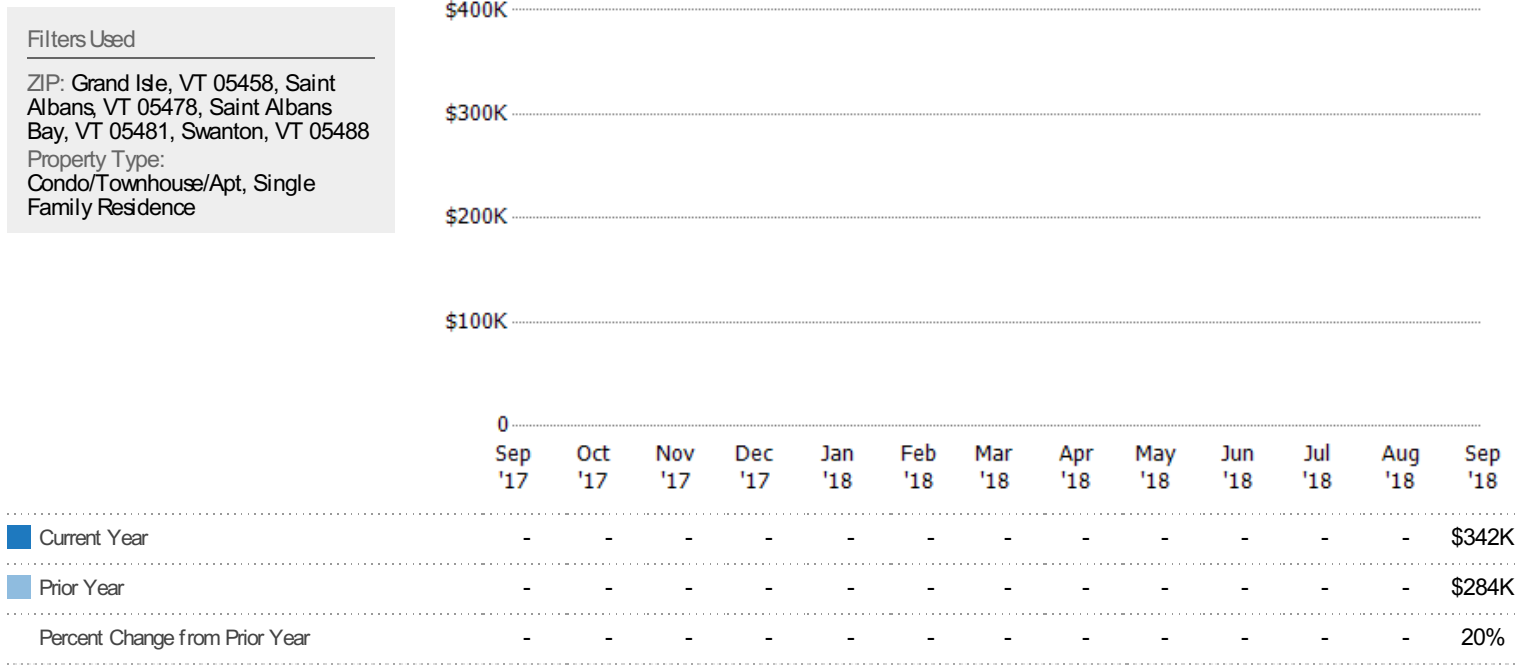 Filters Used
ZIP: Grand Isle, VT 05458, Saint
Albans, VT 05478, Saint Albans
Bay, VT 05481, Swanton, VT 05488
Property Type:
Condo/Townhouse/Apt, Single
Family Residence
$400K
$300K
$200K
$100K
0
Sep Oct Nov Dec Jan Feb Mar Apr May Jun Jul Aug Sep
'17 '17 '17 '17 '18 '18 '18 '18 '18 '18 '18 '18 '18
Current Year - - - - - - - - - - - - $342K
Prior Year - - - - - - - - - - - - $284K
Percent Change from Prior Year - - - - - - - - - - - - 20%